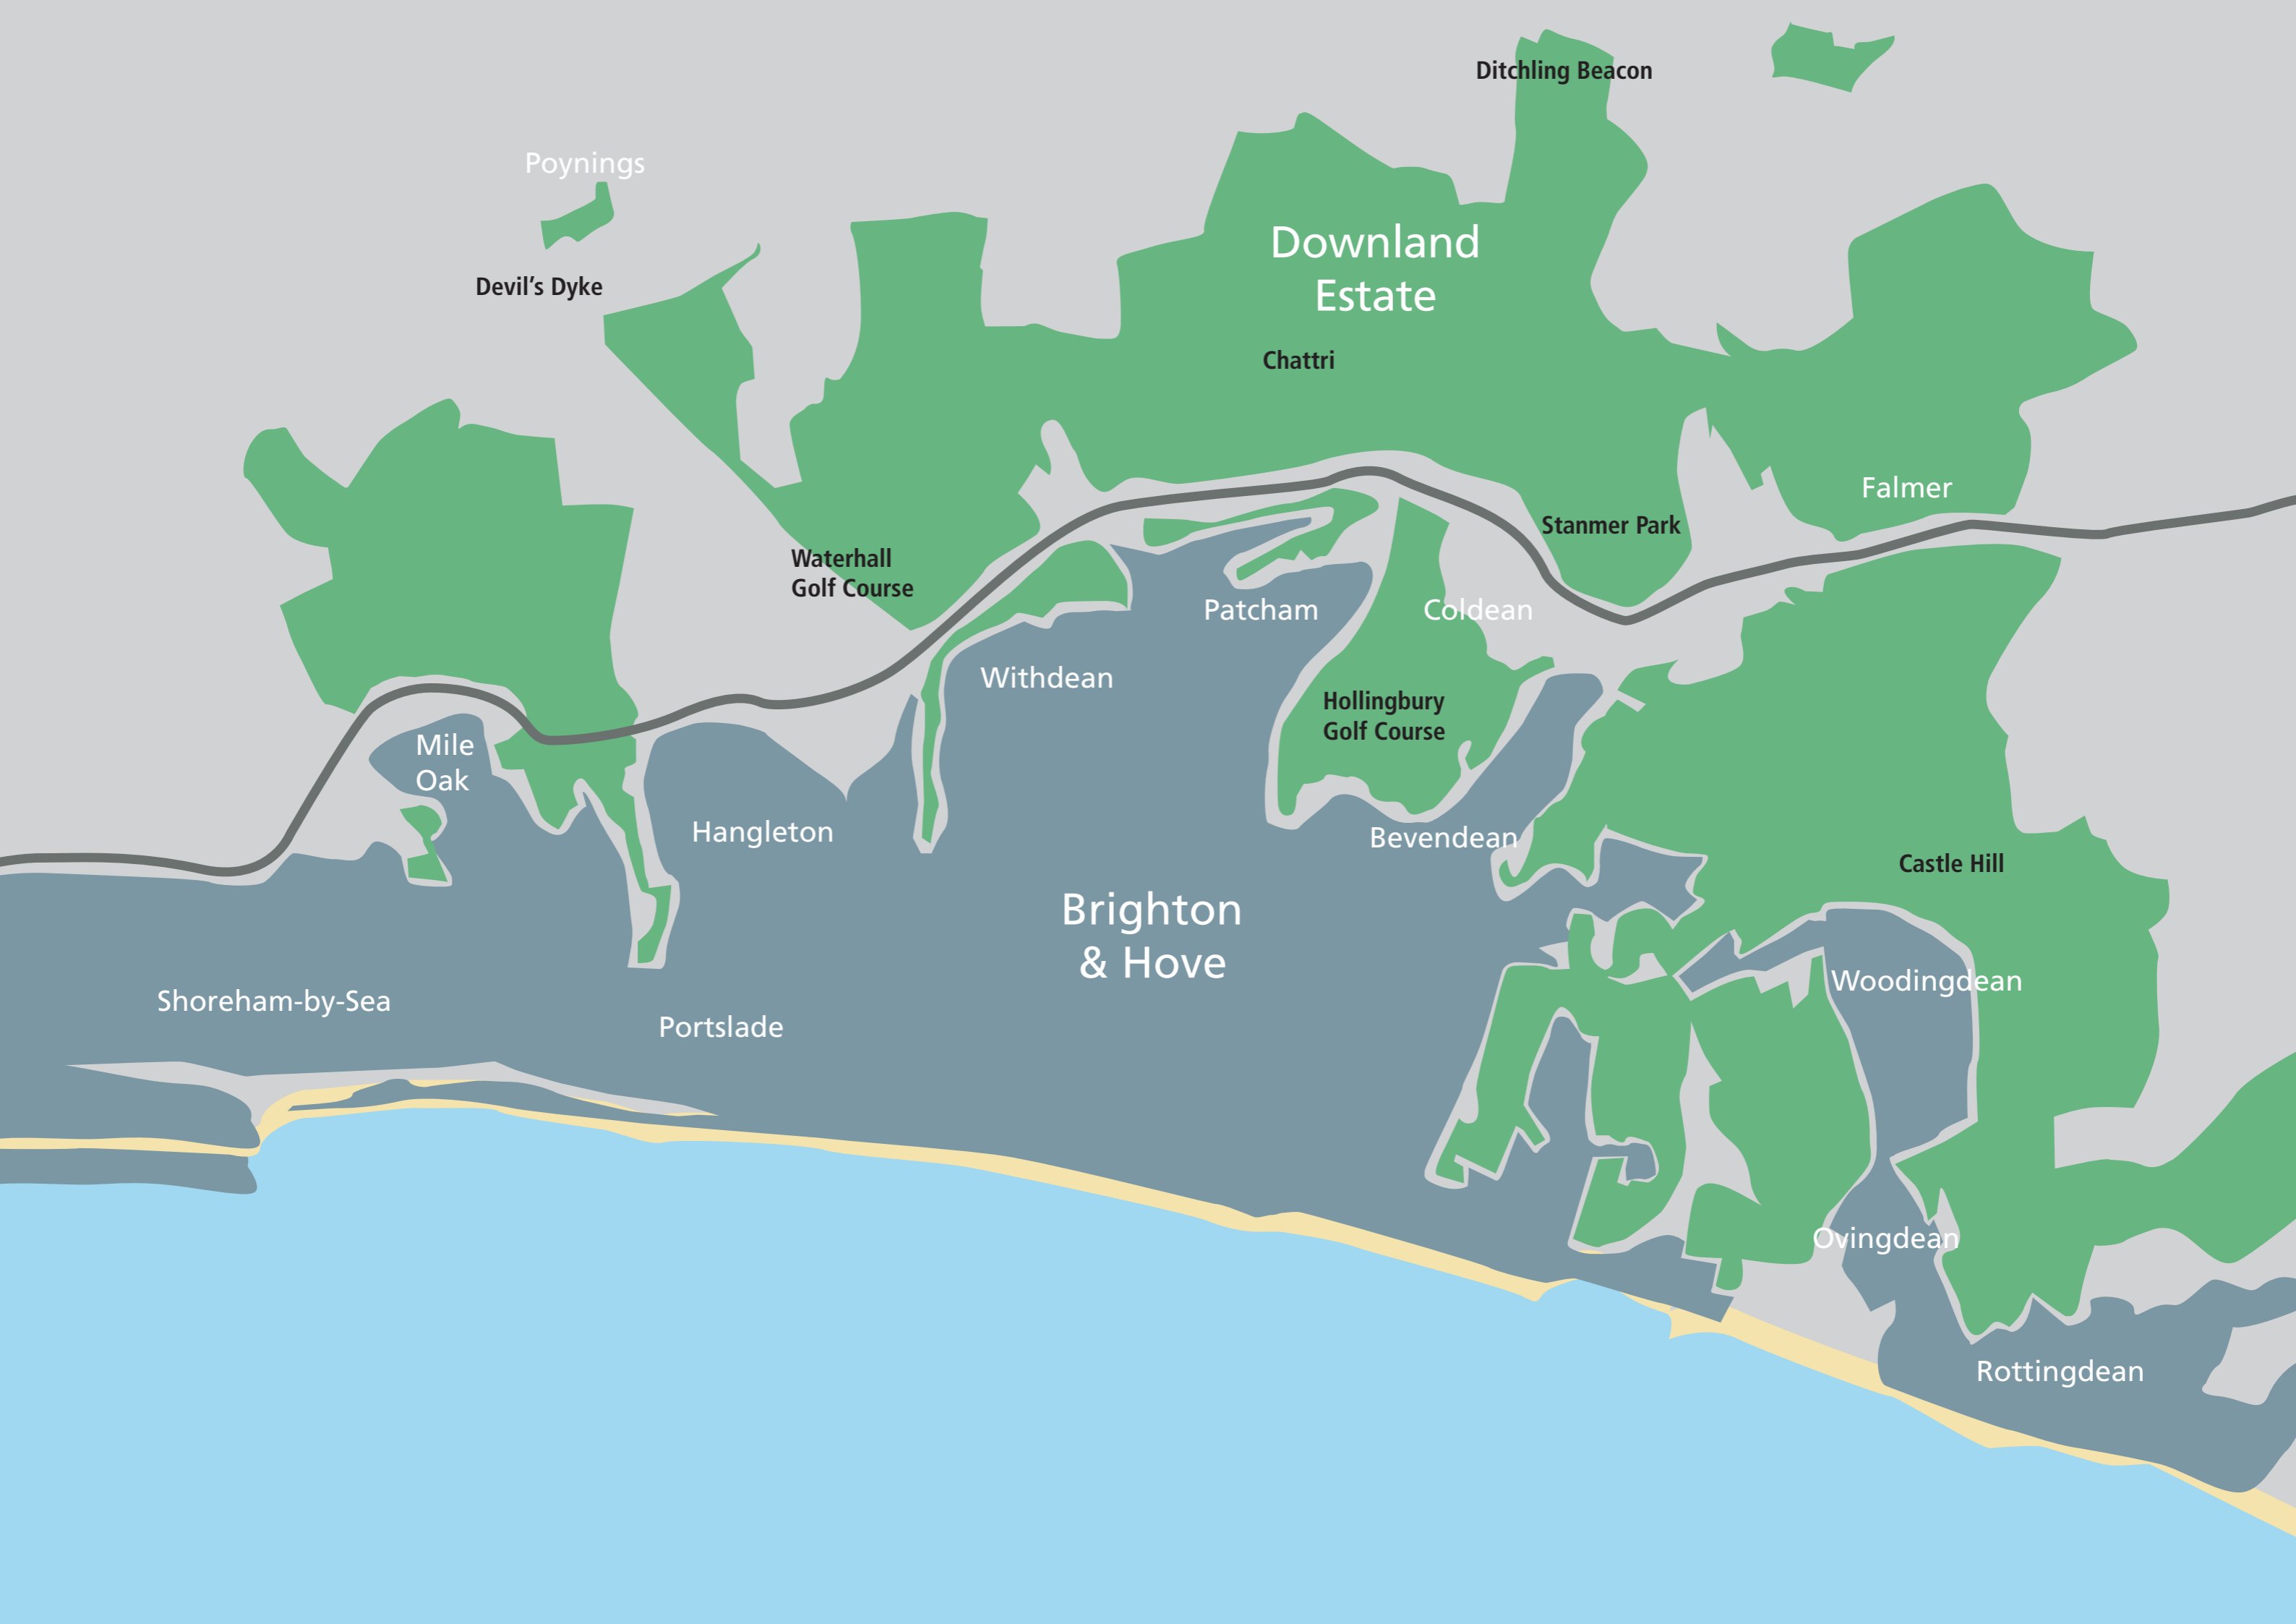 Ditchling Beacon
Poynings
Downland
Estate
Devil’s Dyke
Chattri
Falmer
Stanmer Park
Waterhall
Golf Course
Patcham
Coldean
Withdean
Hollingbury
Golf Course
Mile
Oak
Hangleton
Bevendean
Castle Hill
Brighton
& Hove
Woodingdean
Shoreham-by-Sea
Portslade
Ovingdean
Rottingdean